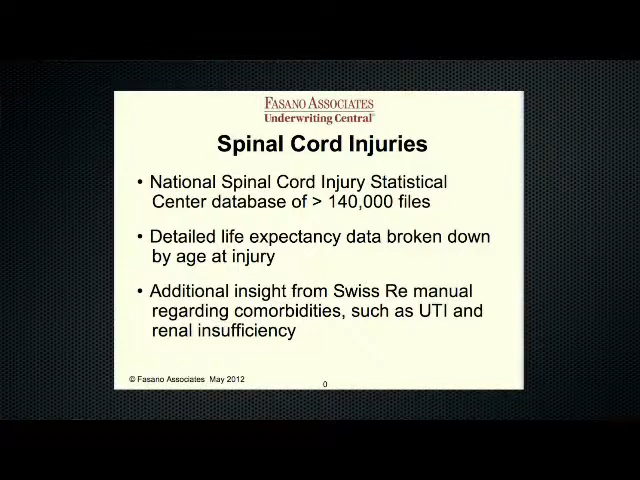 FASANO ASSOCIATES
Underwriting Central®
Spinal Cord Injuries
• National Spinal Cord Injury Statistical
Center database of > 140,000 files
• Detailed life expectancy data broken down
by age at injury
• Additional insight from Swiss Re manual
regarding comorbidities, such as UTI and
renal insufficiency
© Fasano Associates May 2012
0